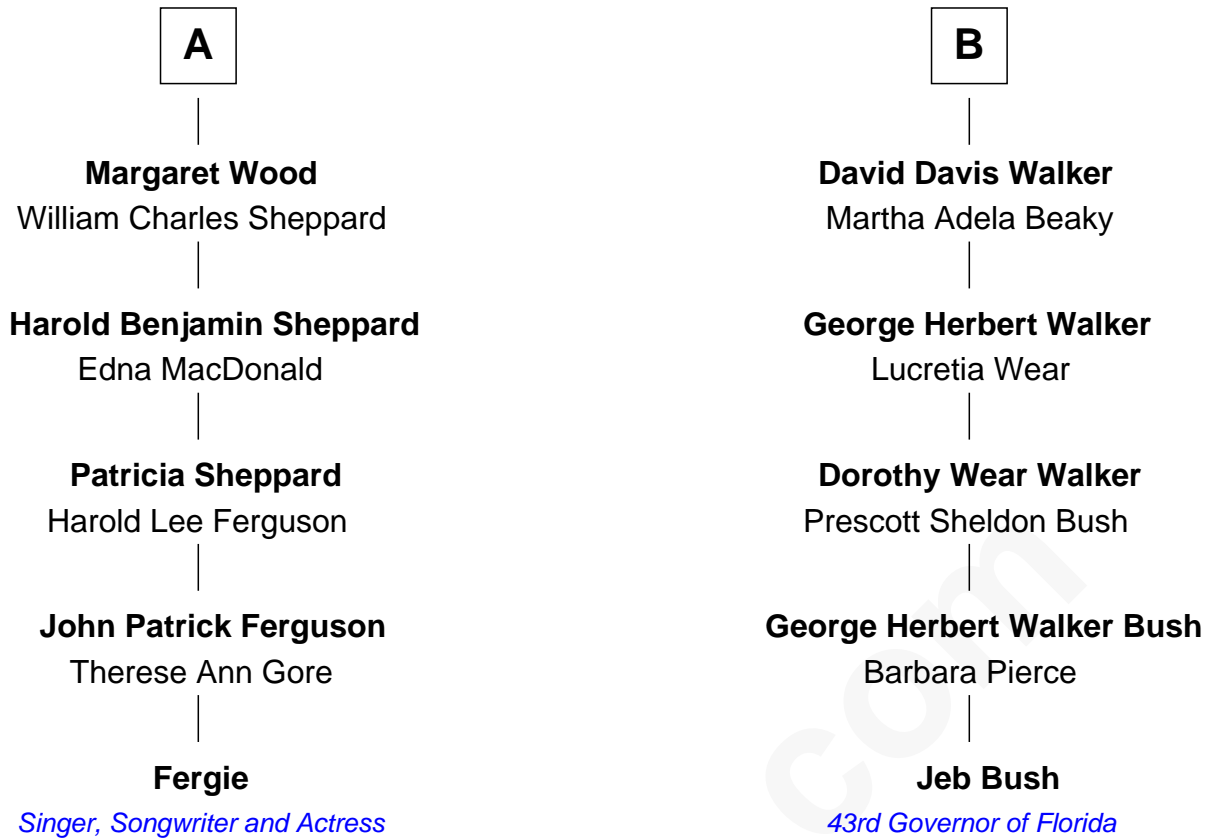 A
Margaret Wood
William Charles Sheppard
Harold Benjamin Sheppard
Edna MacDonald
Patricia Sheppard
Harold Lee Ferguson
John Patrick Ferguson
Therese Ann Gore
Fergie
Singer, Songwriter and Actress
B
David Davis Walker
Martha Adela Beaky
George Herbert Walker
Lucretia Wear
Dorothy Wear Walker
Prescott Sheldon Bush
George Herbert Walker Bush
Barbara Pierce
Jeb Bush
43rd Governor of Florida
com